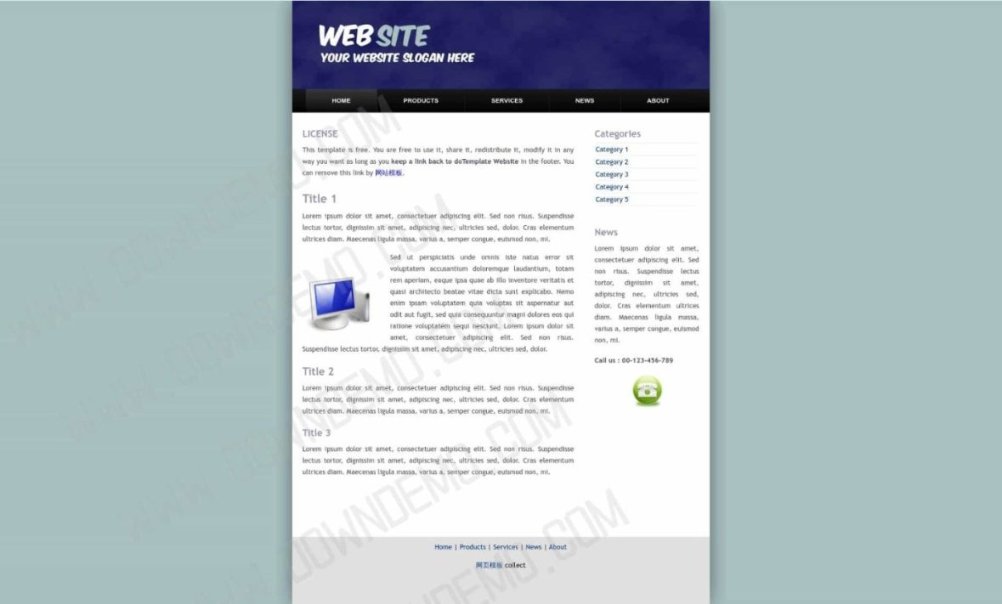 WEB SITE
YOUR WEBSITE SLOGAN HERE
HOME PRODUCTS SERVICES NEWS ABOUT
LICENSE
This template is free. You are free to use it, share it, redistribute it, modify it in any
way you want as long as you keep a link back to doTemplate Website in the footer. You
can remove this link by 网站模板.
Title 1
Lorem ipsum dolor sit amet, consectetuer adipiscing elit. Sed non risus. Suspendisse
lectus tortor, dignissim sit amet, adipiscing nec, ultricies sed, dolor. Cras elementum
ultrices diam. Maecenas ligula massa, varius a, semper congue, euismod non, mi.
Sed ut perspiciatis unde omnis iste natus error sit
voluptatem accusantium doloremque laudantium, totam
rem aperiam, eaque ipsa quae ab illo inventore veritatis et
quasi architecto beatae vitae dicta sunt explicabo. Nemo
enim ipsam voluptatem quia voluptas sit aspernatur aut
odit aut fugit, sed quia consequuntur magni dolores eos qui
ratione voluptatem sequi nesciunt. Lorem ipsum dolor sit
amet, consectetuer adipiscing elit. Sed non risus.
Suspendisse lectus tortor, dignissim sit amet, adipiscing nec, ultricies sed, dolor.
Title 2
Lorem ipsum dolor sit amet, consectetuer adipiscing elit. Sed non risus. Suspendisse
lectus tortor, dignissim sit amet, adipiscing nec, ultricies sed, dolor. Cras elementum
ultrices diam. Maecenas ligula massa, varius a, semper congue, euismod non, mi.
Title 3
Lorem ipsum dolor sit amet, consectetuer adipiscing elit. Sed non risus. Suspendisse
lectus tortor, dignissim sit amet, adipiscing nec, ultricies sed, dolor. Cras elementum
ultrices diam. Maecenas ligula massa, varius a, semper congue, euismod non, mi.
Categories
Category 1
Category 2
Category 3
Category 4
Category 5
News
Lorem ipsum dolor sit amet,
consectetuer adipiscing elit. Sed
non risus. Suspendisse lectus
tortor, dignissim sit amet,
adipiscing nec, ultricies sed,
dolor. Cras elementum ultrices
diam. Maecenas ligula massa,
varius a, semper congue, euismod
non, mi.
Call us : 00-123-456-789
Home | Products | Services | News | About
网页模板 collect